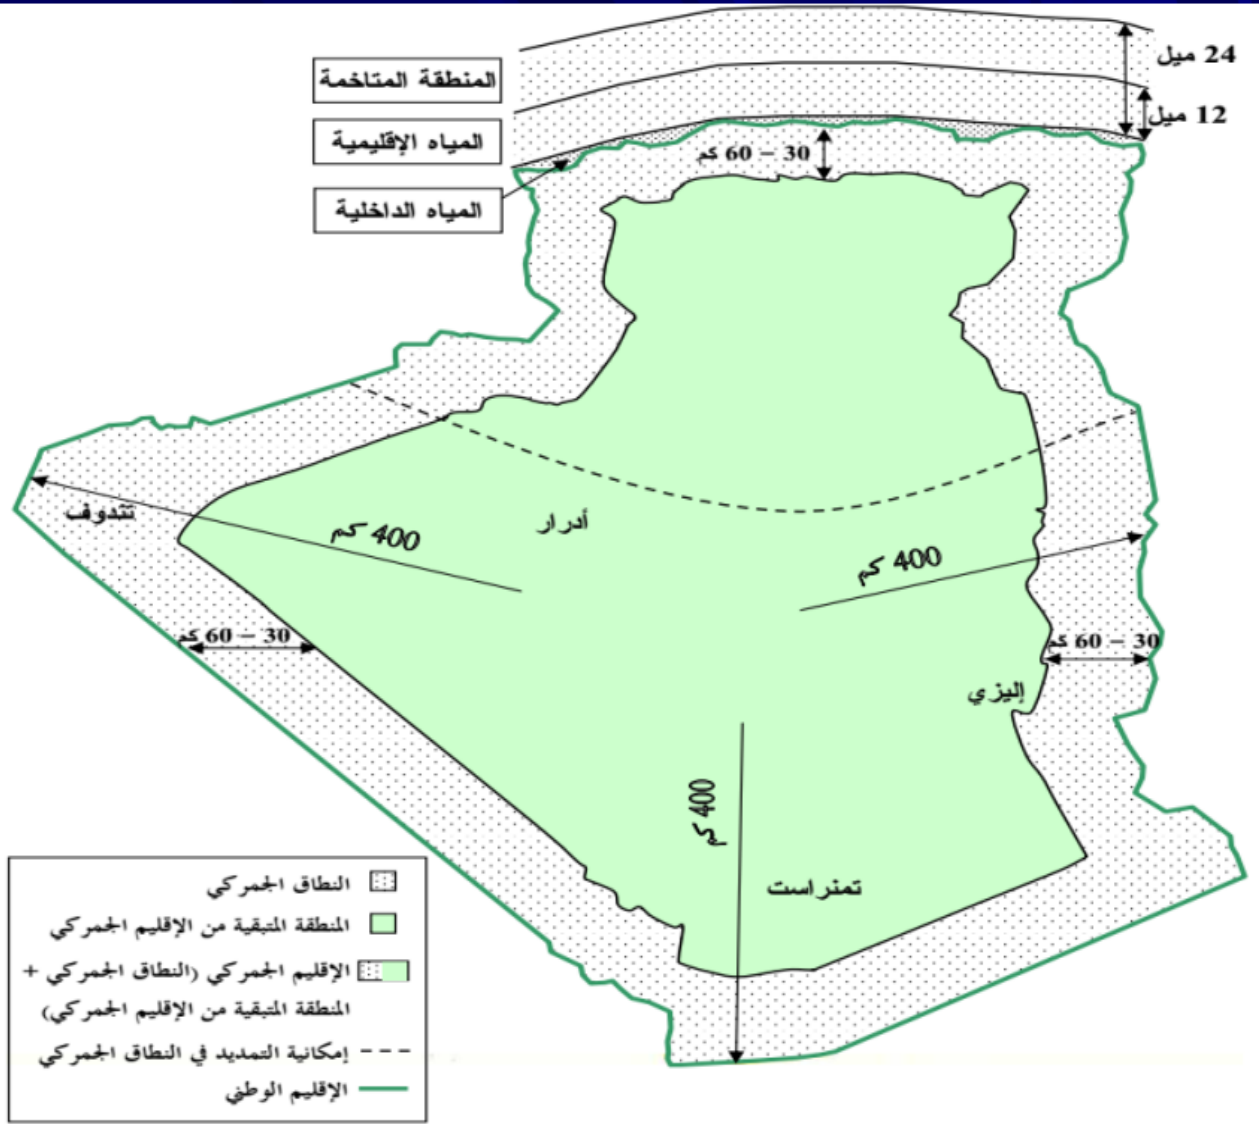 24 ميل
المنطقة المتاخمة
12 ميل
المياه الإقليمية
30 – 60 كم
المياه الداخلية
تتدوف
أدرار
400 كم
400 كم
30 – 60 كم
30 – 60 كم
إليزي
400 كم
تمنراست
النطاق الجمركي
المنطقة المتبقية من الإقليم الجمركي
الإقليم الجمركي (النطاق الجمركي +
المنطقة المتبقية من الإقليم الجمركي)
إمكانية التمديد في النطاق الجمركي
الإقليم الوطني